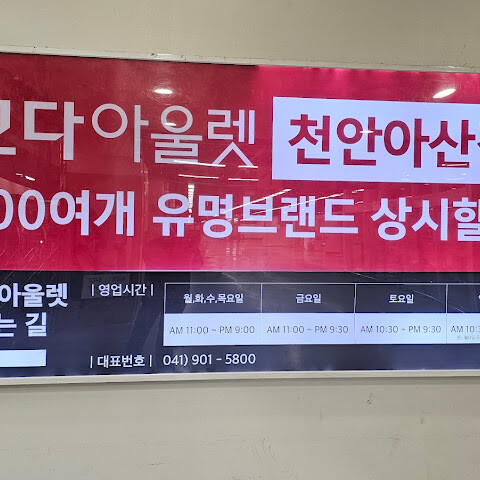 모다아울렛 천안아산
00여개 유명브랜드 상시할
아울렛
는 길
| 영업시간 |
월,화,수,목요일 금요일 토요일
AM 11:00 ~ PM 9:00 AM 11:00 ~ PM 9:30 AM 10:30 ~ PM 9:30 AM 10:3
| 대표번호 | 041) 901 - 5800